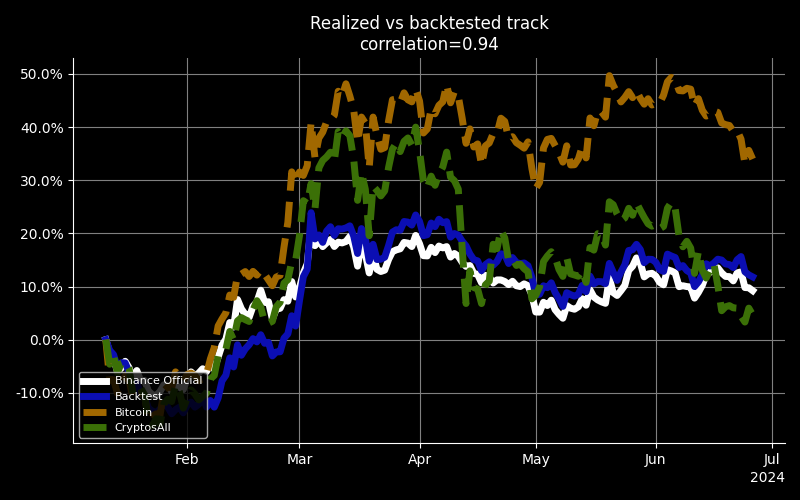 Realized vs backtested track
correlation=0.94
50.0%
40.0%
30.0%
20.0%
10.0%
0.0%
-10.0%
Binance Official
Backtest
Bitcoin
CryptosAll
Feb Mar Apr May Jun Jul
2024